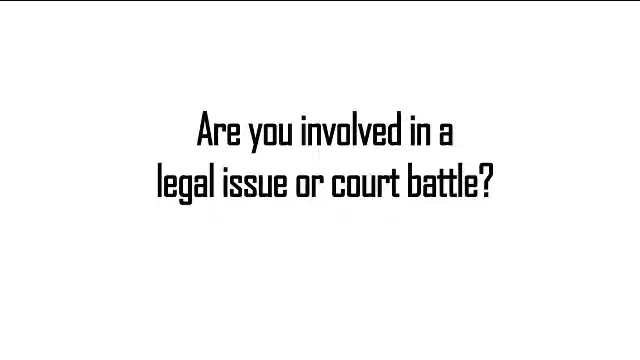 Are you involved in a
legal issue or court battle?